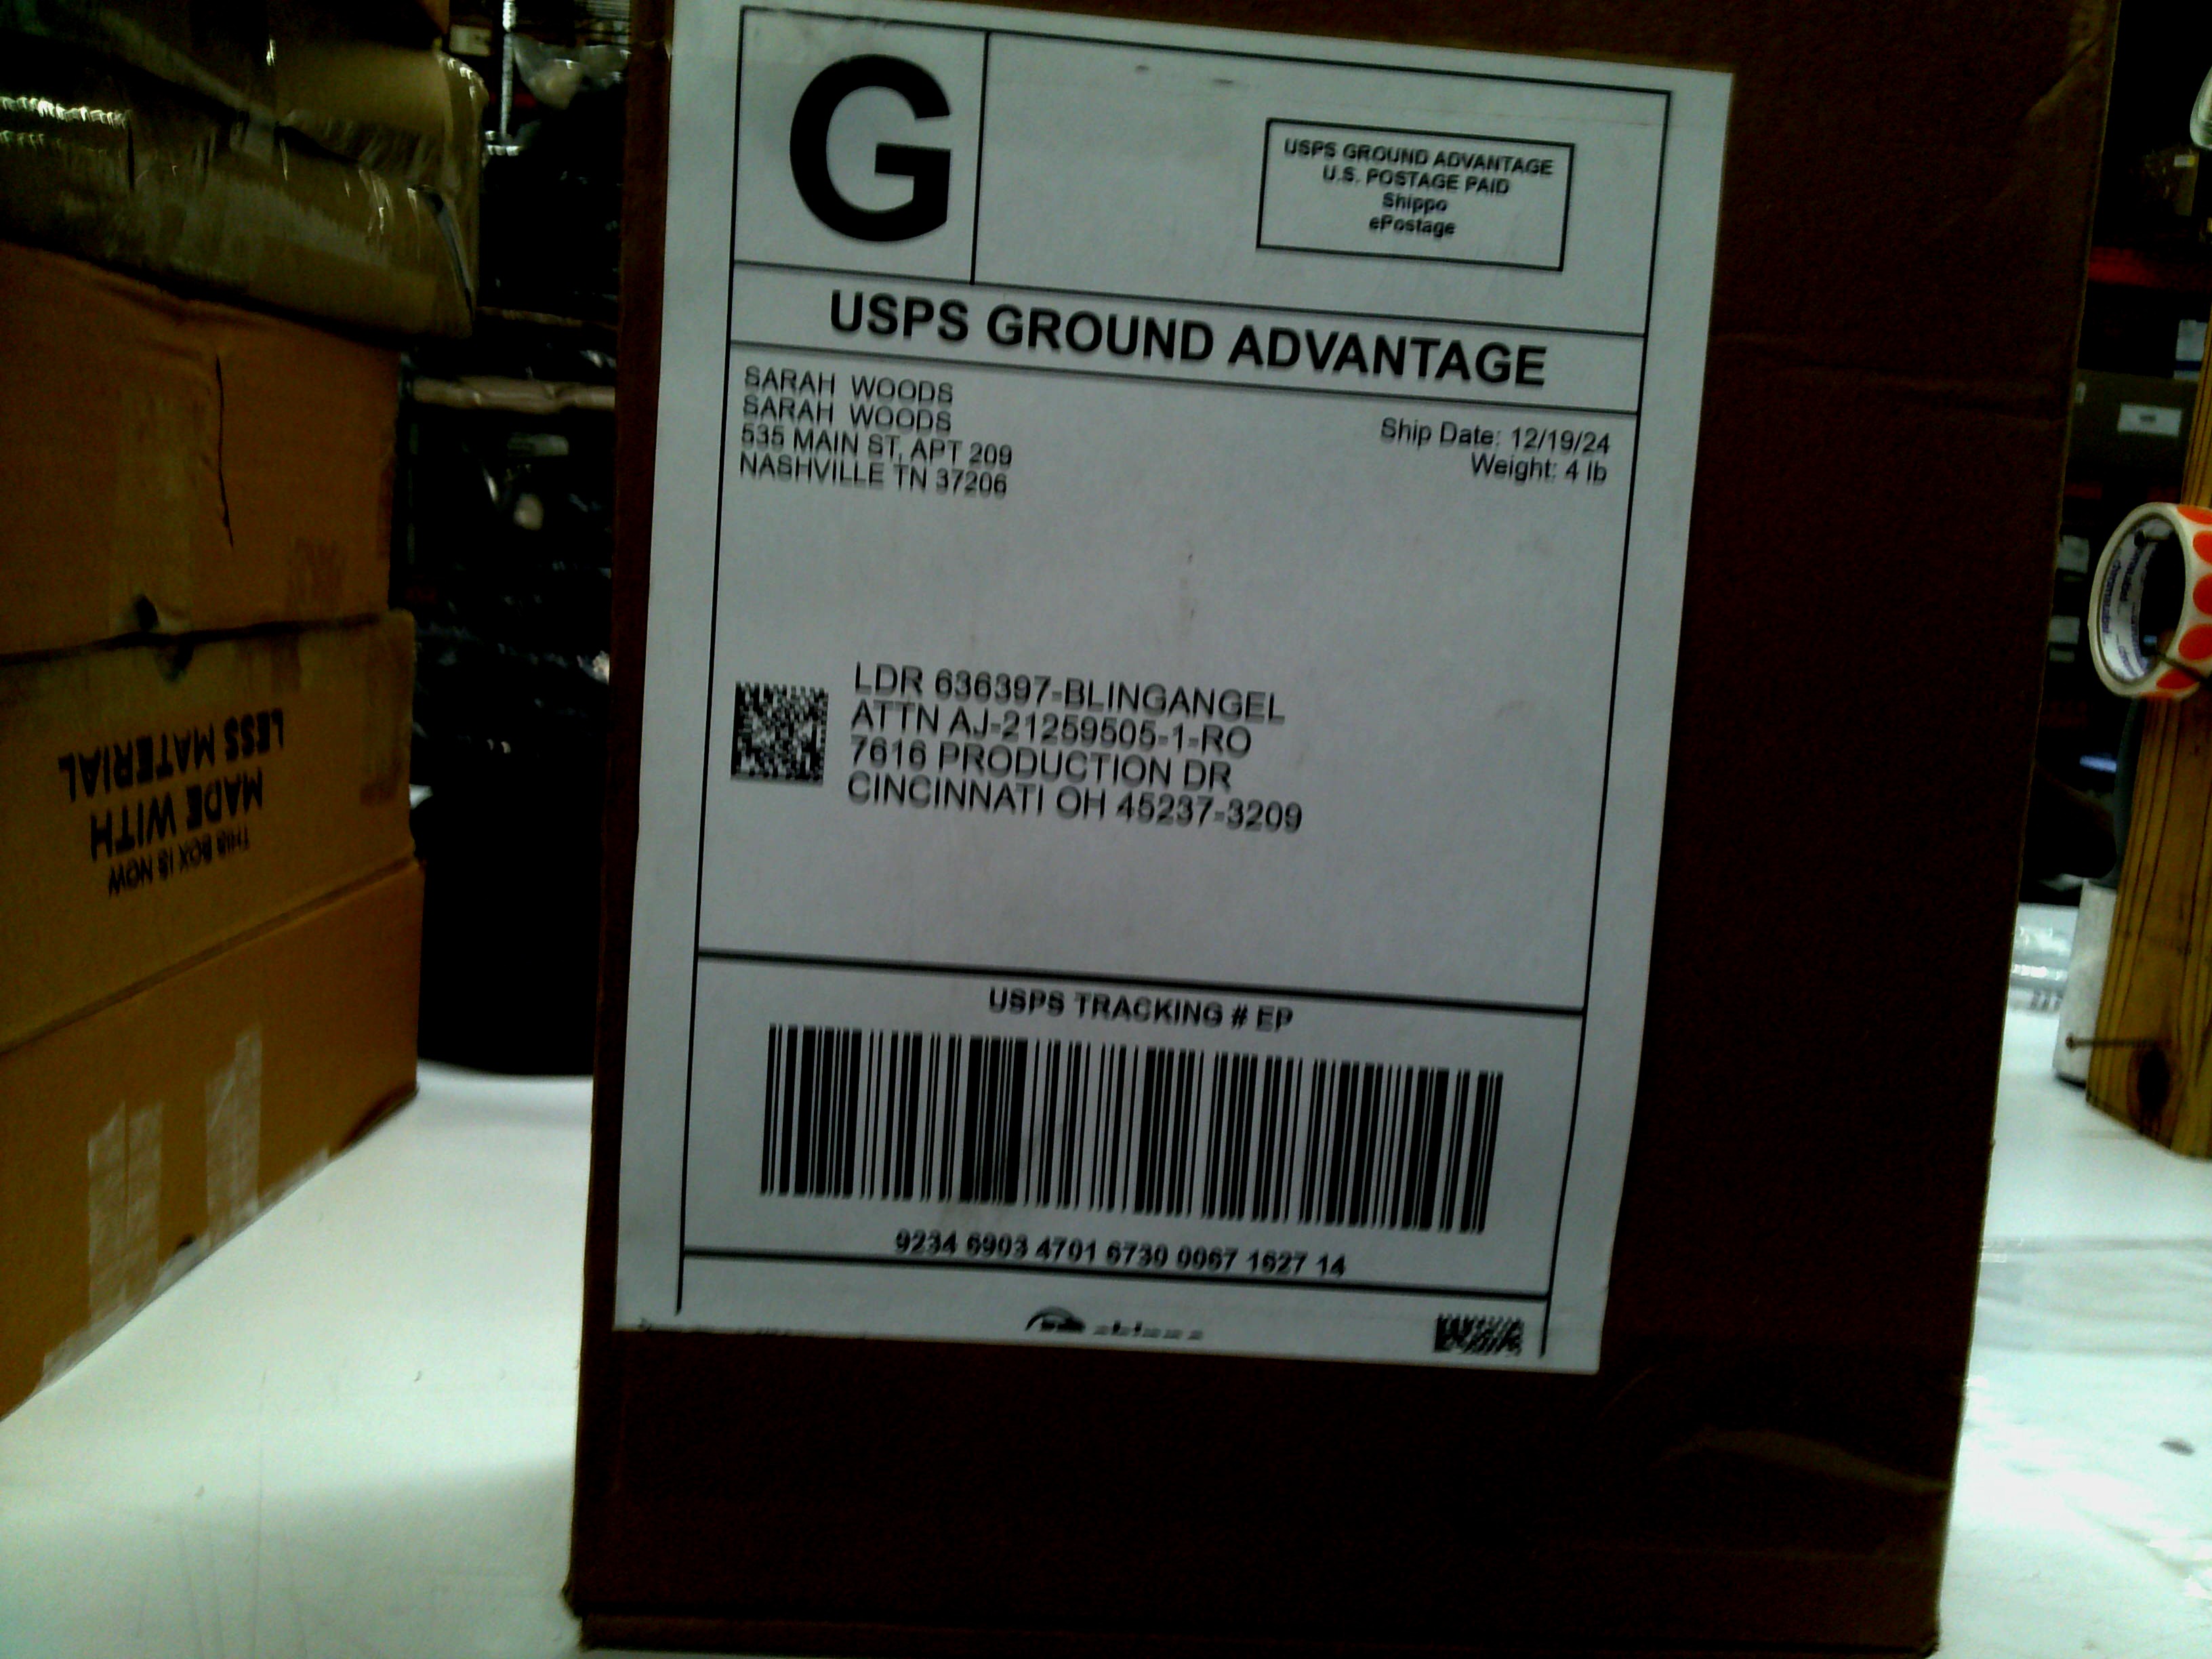 G
USPS GROUND ADVANTAGE
U.S. POSTAGE PAID
Shippo
ePostage
USPS GROUND ADVANTAGE
SARAH WOODS
SARAH WOODS
535 MAIN ST, APT 209
NASHVILLE TN 37206
Ship Date: 12/19/24
Weight: 4 lb
LDR 636397-BLINGANGEL
ATTN AJ-21259505-1-RO
7616 PRODUCTION DR
CINCINNATI OH 45237-3209
USPS TRACKING # EP
9234 6903 4701 6730 0067 1627 14
THIS BOX IS NOW
MADE WITH
LESS MATERIAL